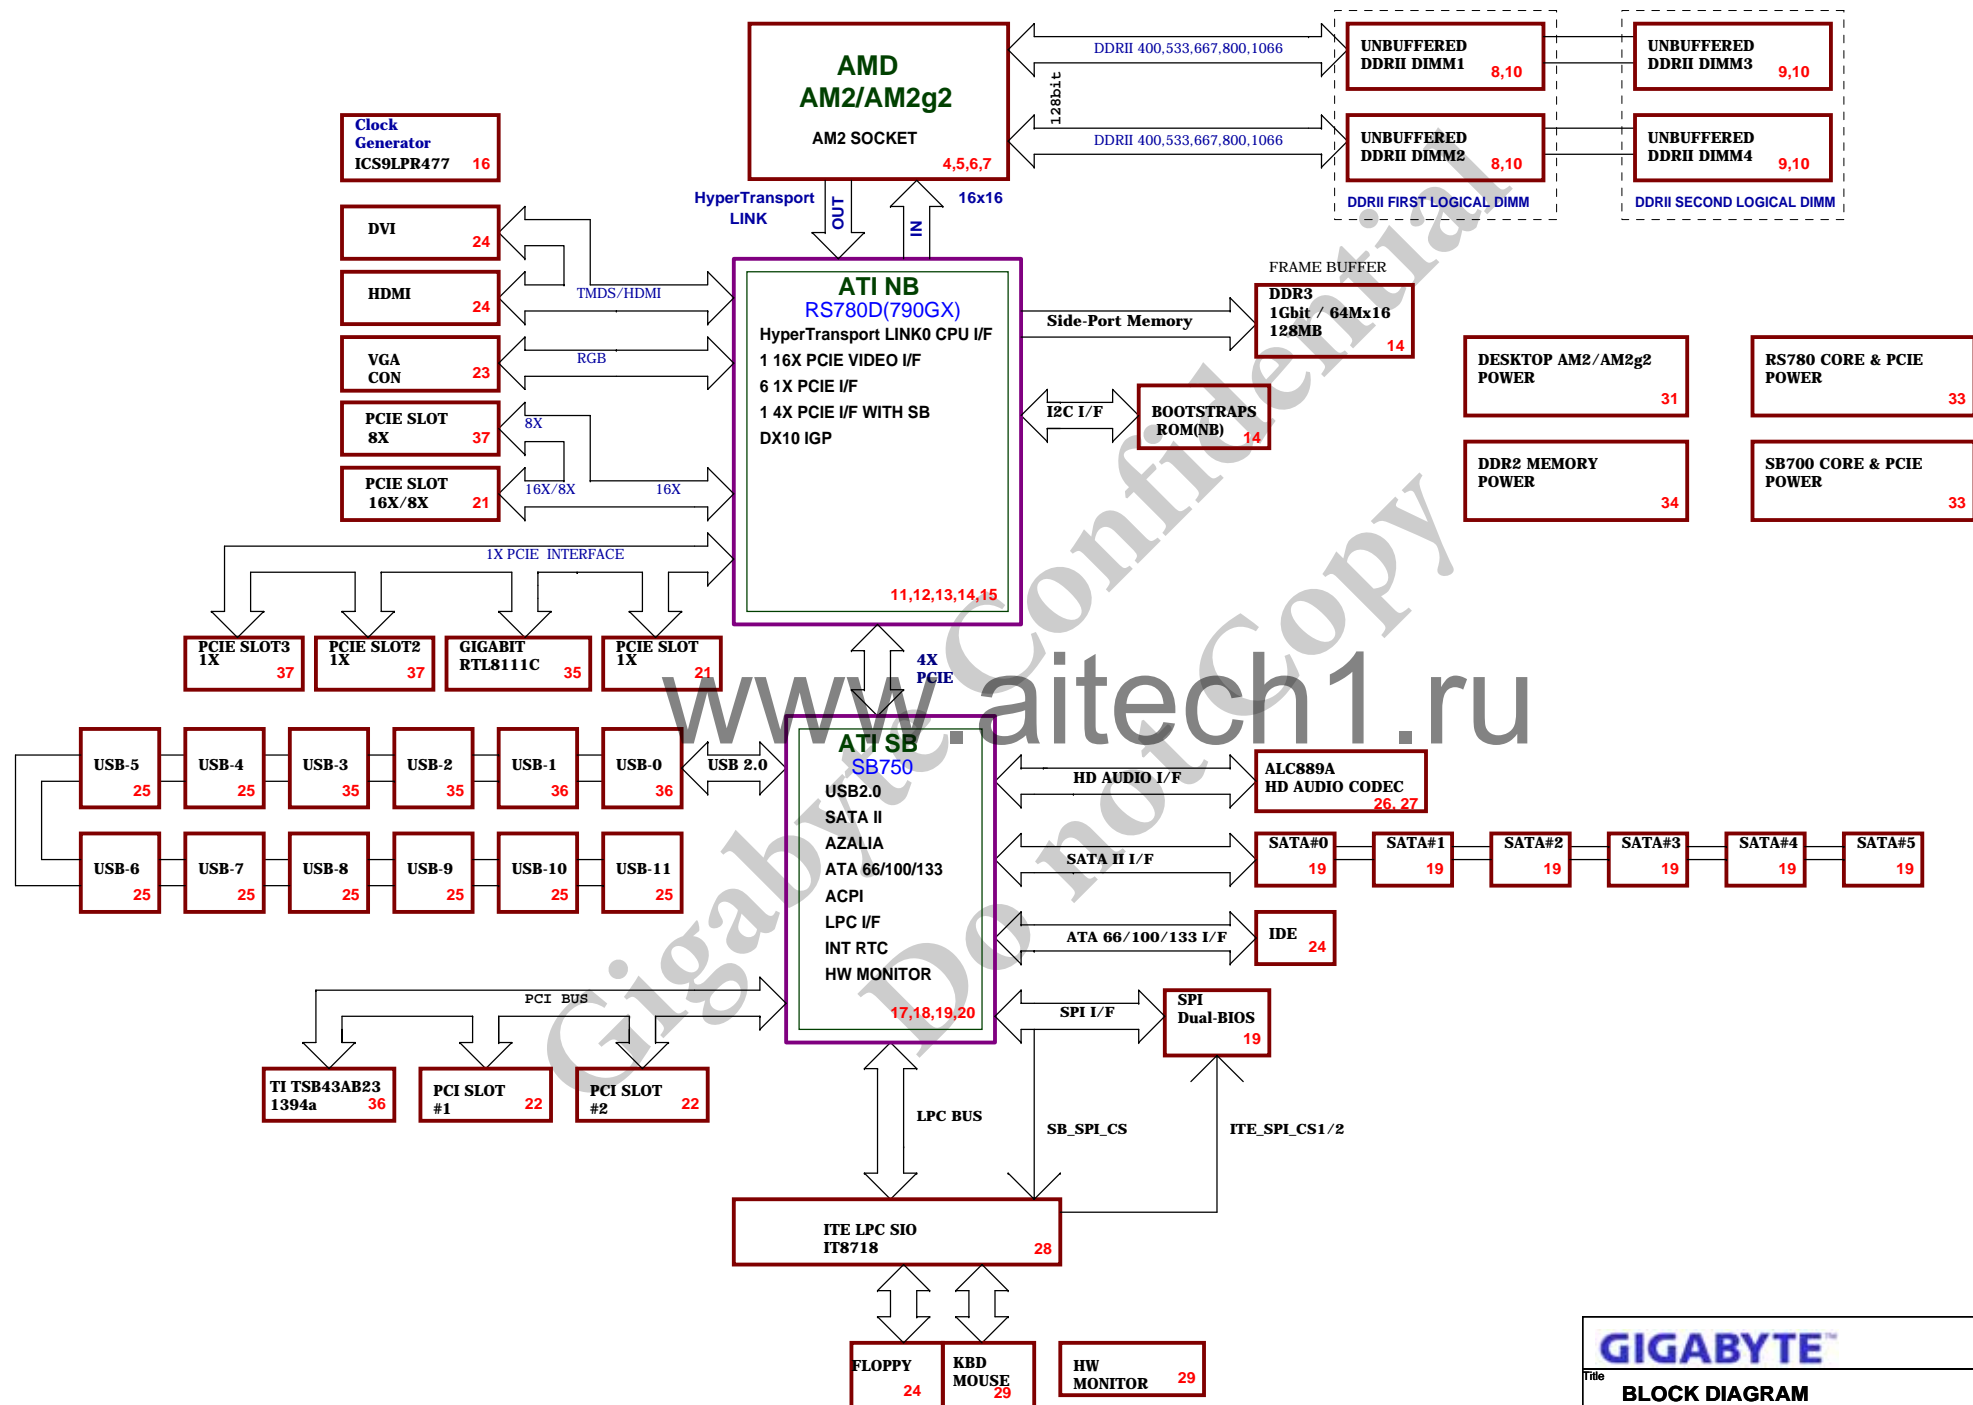 AMD
AM2/AM2g2
AM2 SOCKET
4,5,6,7
DDRII 400,533,667,800,1066
128bit
DDRII 400,533,667,800,1066
UNBUFFERED
DDRII DIMM1
8,10
UNBUFFERED
DDRII DIMM3
9,10
UNBUFFERED
DDRII DIMM2
8,10
UNBUFFERED
DDRII DIMM4
9,10
DDRII FIRST LOGICAL DIMM
DDRII SECOND LOGICAL DIMM
Clock
Generator
ICS9LPR477
16
HyperTransport
LINK
OUT
IN
16x16
DVI
24
HDMI
24
TMDS/HDMI
VGA
CON
23
RGB
PCIE SLOT
8X
37
8X
PCIE SLOT
16X/8X
21
16X/8X
16X
1X PCIE INTERFACE
ATI NB
RS780D(790GX)
HyperTransport LINK0 CPU I/F
1 16X PCIE VIDEO I/F
6 1X PCIE I/F
1 4X PCIE I/F WITH SB
DX10 IGP
11,12,13,14,15
Side-Port Memory
FRAME BUFFER
DDR3
1Gbit / 64Mx16
128MB
14
I2C I/F
BOOTSTRAPS
ROM(NB)
14
DESKTOP AM2/AM2g2
POWER
31
RS780 CORE & PCIE
POWER
33
DDR2 MEMORY
POWER
34
SB700 CORE & PCIE
POWER
33
PCIE SLOT3
1X
37
PCIE SLOT2
1X
37
GIGABIT
RTL8111C
35
PCIE SLOT
1X
21
4X
PCIE
www.aitech1.ru
Gigabyte Confidential
Do not Copy
USB-5
25
USB-4
25
USB-3
35
USB-2
35
USB-1
36
USB-0
36
USB 2.0
USB-6
25
USB-7
25
USB-8
25
USB-9
25
USB-10
25
USB-11
25
ATI SB
SB750
USB2.0
SATA II
AZALIA
ATA 66/100/133
ACPI
LPC I/F
INT RTC
HW MONITOR
17,18,19,20
HD AUDIO I/F
ALC889A
HD AUDIO CODEC
26, 27
SATA II I/F
SATA#0
19
SATA#1
19
SATA#2
19
SATA#3
19
SATA#4
19
SATA#5
19
ATA 66/100/133 I/F
IDE
24
SPI I/F
SPI
Dual-BIOS
19
PCI BUS
TI TSB43AB23
1394a
36
PCI SLOT
#1
22
PCI SLOT
#2
22
LPC BUS
SB_SPI_CS
ITE_SPI_CS1/2
ITE LPC SIO
IT8718
28
FLOPPY
24
KBD
MOUSE
29
HW
MONITOR
29
GIGABYTE™
Title
BLOCK DIAGRAM